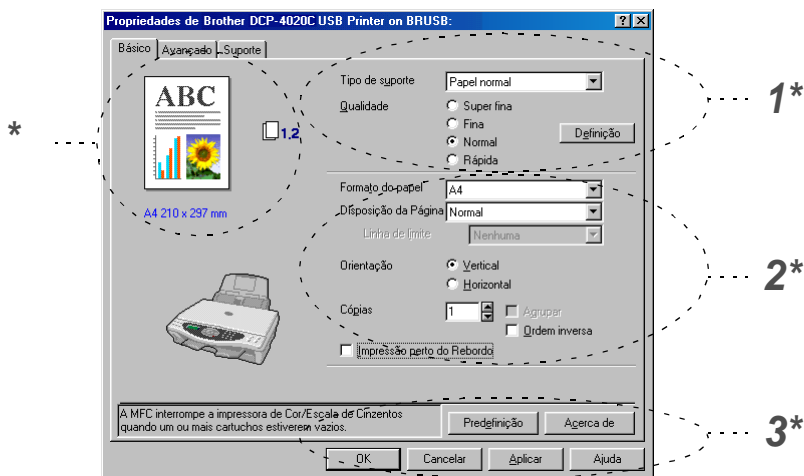 Propriedades de Brother DCP-4020C USB Printer on BRUSB:
Básico Avançado Suporte
ABC
1.2
A4 210 x 297 mm
Tipo de suporte Papel normal
Qualidade Super fina
Fina
Normal
Rápida
Definição
Formato do papel A4
Disposição da Página Normal
Linha de limite Nenhuma
Orientação Vertical
Horizontal
Cópias 1 Agrupar
Ordem inversa
Impressão perto do Rebordo
A MFC interrompe a impressora de Cor/Escala de Cinzentos
quando um ou mais cartuchos estiverem vazios.
Predefinição Acerca de
OK Cancelar Aplicar Ajuda
*
1*
2*
3*